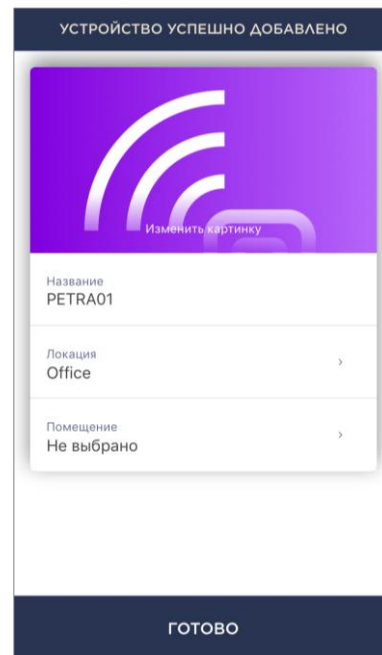 УСТРОЙСТВО УСПЕШНО ДОБАВЛЕНО
Изменить картинку
Название
PETRA01
Локация
Office
Помещение
Не выбрано
ГОТОВО